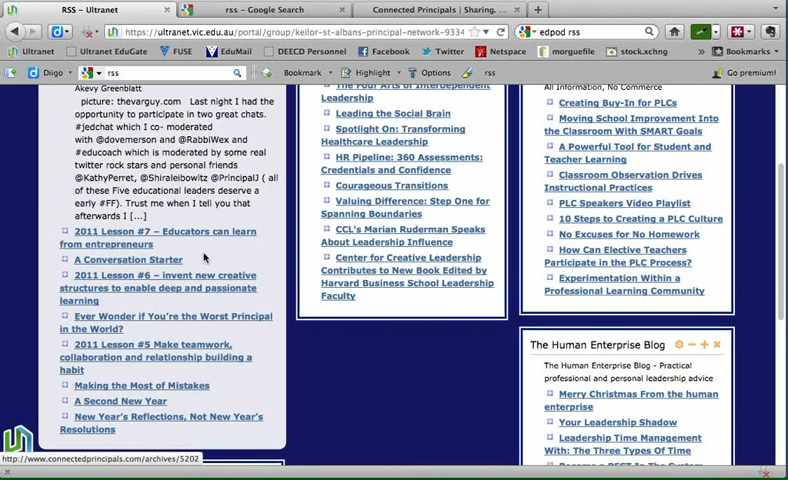 RSS - Ultranet
rss - Google Search
Connected Principals | Sharing. ...
https://ultranet.vic.edu.au/portal/group/keilor-st-albans-principal-network-9334
edpod rss
Ultranet
Ultranet EduGate
FUSE
EduMail
DEECD Personnel
Facebook
Twitter
Netspace
morguefile
stock.xchng
Bookmarks
Diigo
rss
Bookmark
Highlight
Options
rss
Go premium!
Akevy Greenblatt
picture: thevarguy.com Last night I had the
opportunity to participate in two great chats.
#jedchat which I co- moderated
with @dovemerson and @RabbiWex and
#educoach which is moderated by some real
twitter rock stars and personal friends
@KathyPerret, @Shiraleibowitz @PrincipalJ ( all
of these Five educational leaders deserve a
early #FF). Trust me when I tell you that
afterwards I [...]
2011 Lesson #7 – Educators can learn
from entrepreneurs
A Conversation Starter
2011 Lesson #6 – invent new creative
structures to enable deep and passionate
learning
Ever Wonder if You're the Worst Principal
in the World?
2011 Lesson #5 Make teamwork,
collaboration and relationship building a
habit
Making the Most of Mistakes
A Second New Year
New Year's Reflections, Not New Year's
Resolutions
The Four Arts of Interdependent
Leadership
Leading the Social Brain
Spotlight On: Transforming
Healthcare Leadership
HR Pipeline: 360 Assessments:
Credentials and Confidence
Courageous Transitions
Valuing Difference: Step One for
Spanning Boundaries
CCL's Marian Ruderman Speaks
About Leadership Influence
Center for Creative Leadership
Contributes to New Book Edited by
Harvard Business School Leadership
Faculty
All Information, No Commerce
Creating Buy-In for PLCs
Moving School Improvement Into
the Classroom With SMART Goals
A Powerful Tool for Student and
Teacher Learning
Classroom Observation Drives
Instructional Practices
PLC Speakers Video Playlist
10 Steps to Creating a PLC Culture
No Excuses for No Homework
How Can Elective Teachers
Participate in the PLC Process?
Experimentation Within a
Professional Learning Community
The Human Enterprise Blog
The Human Enterprise Blog - Practical
professional and personal leadership advice
Merry Christmas From the human
enterprise
Your Leadership Shadow
Leadership Time Management
With: The Three Types Of Time
Become a BEST In The System
http://www.connectedprincipals.com/archives/5202